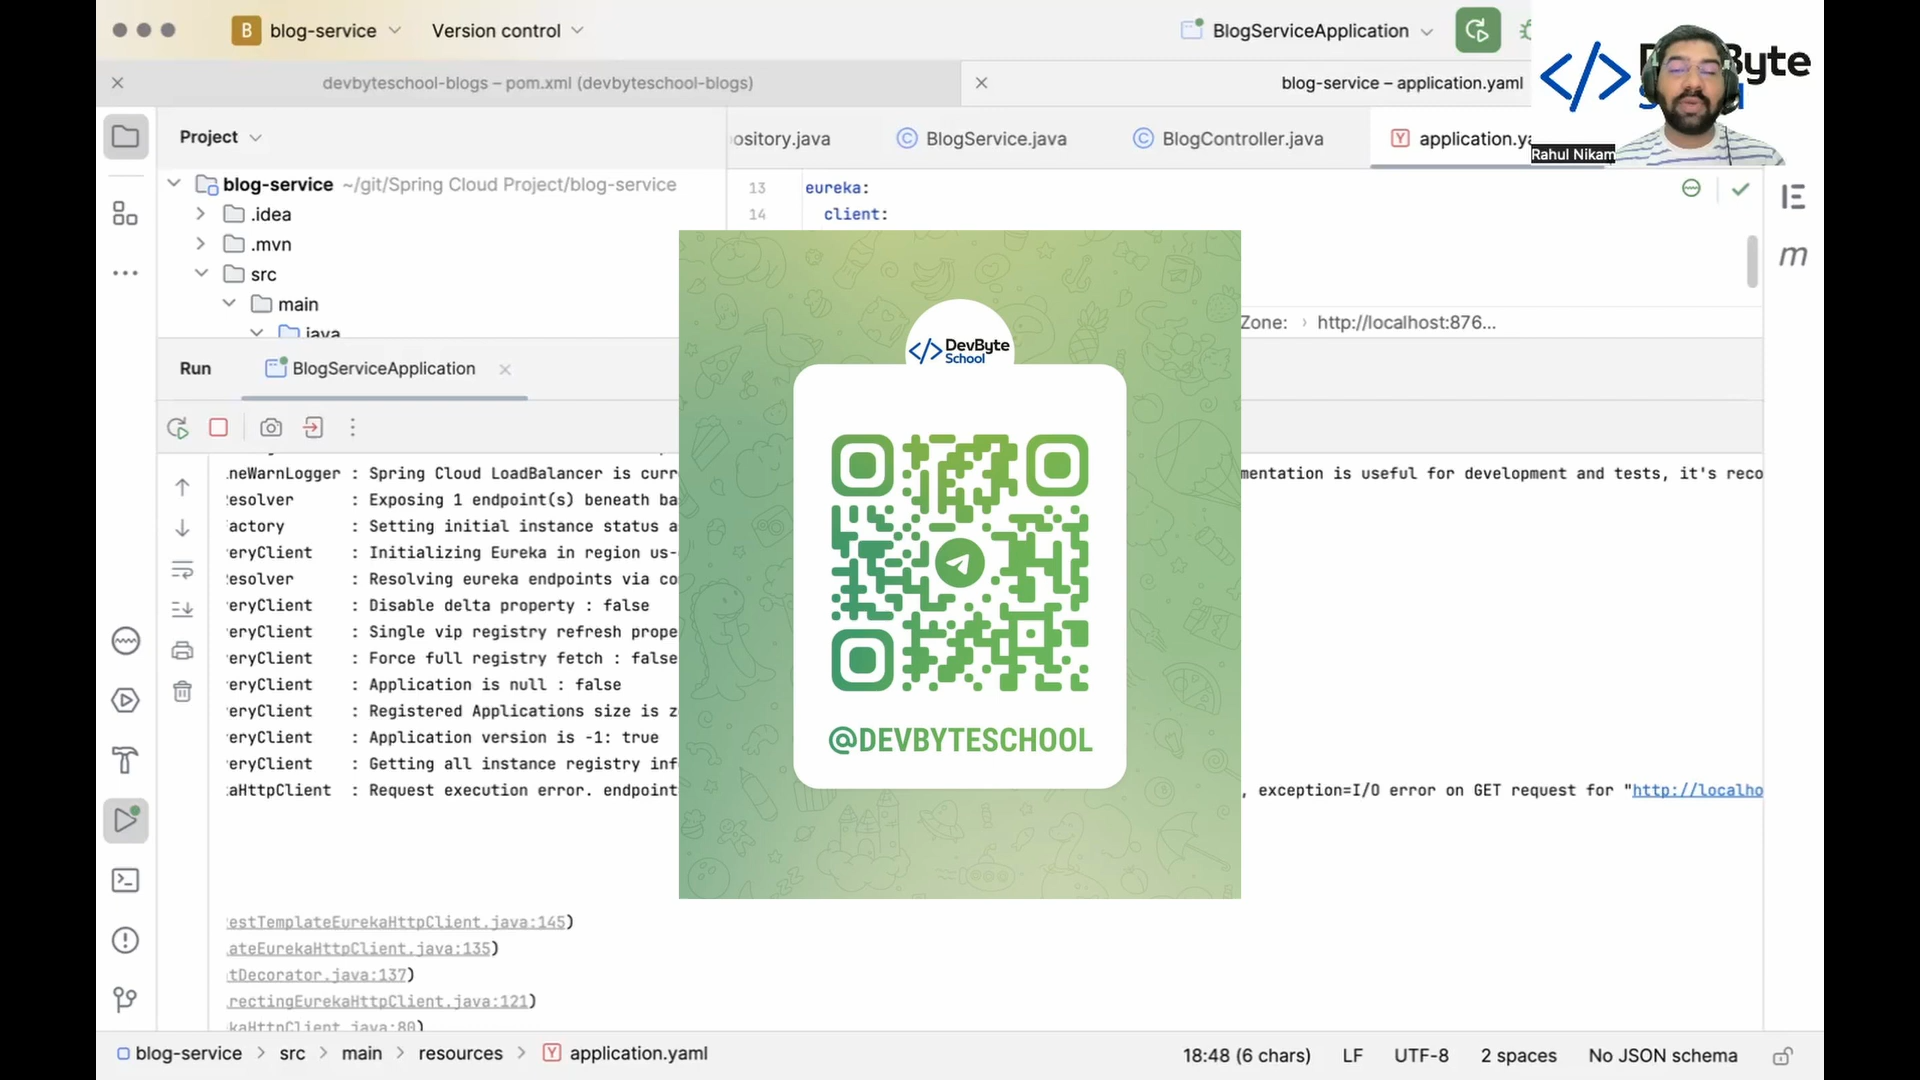 B blog-service
Version control
BlogServiceApplication
devbyteschool-blogs – pom.xml (devbyteschool-blogs)
blog-service – application.yaml
Rahul Nikam
Project
ository.java
BlogService.java
BlogController.java
application.ya
blog-service ~/git/Spring Cloud Project/blog-service
.idea
.mvn
src
main
java
13 eureka:
14 client:
Zone: › http://localhost:876...
m
Run
BlogServiceApplication
DevByte
School
@DEVBYTESCHOOL
neWarnLogger : Spring Cloud LoadBalancer is curr
mentation is useful for development and tests, it's reco
esolver : Exposing 1 endpoint(s) beneath ba
actory : Setting initial instance status a
eryClient : Initializing Eureka in region us-
esolver : Resolving eureka endpoints via co
eryClient : Disable delta property : false
eryClient : Single vip registry refresh prope
eryClient : Force full registry fetch : false
eryClient : Application is null : false
eryClient : Registered Applications size is z
eryClient : Application version is -1: true
eryClient : Getting all instance registry inf
aHttpClient : Request execution error. endpoint
, exception=I/O error on GET request for "http://localho
estTemplateEurekaHttpClient.java:145)
ateEurekaHttpClient.java:135)
tDecorator.java:137)
rectingEurekaHttpClient.java:121)
kaHttpClient.java:80)
blog-service > src > main > resources > application.yaml
18:48 (6 chars)
LF
UTF-8
2 spaces
No JSON schema